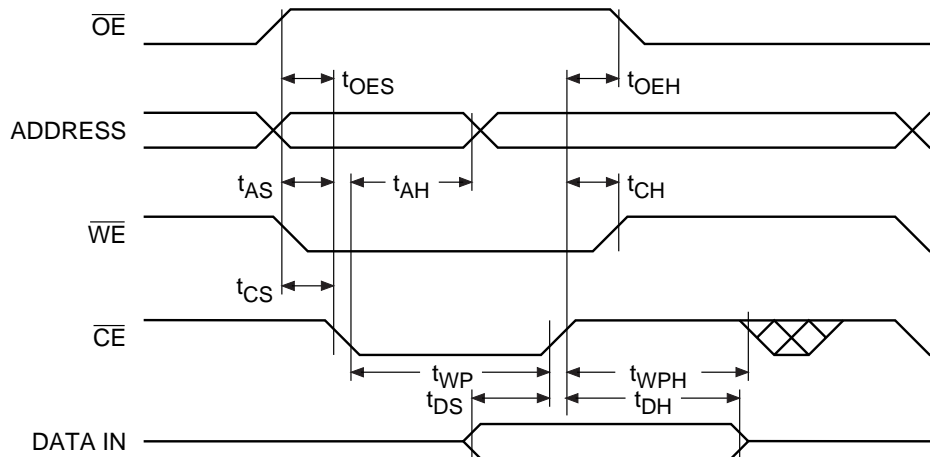 OE
tOES
tOEH
ADDRESS
tAS
tAH
tCH
WE
tCS
CE
tWP
tWPH
tDS
tDH
DATA IN